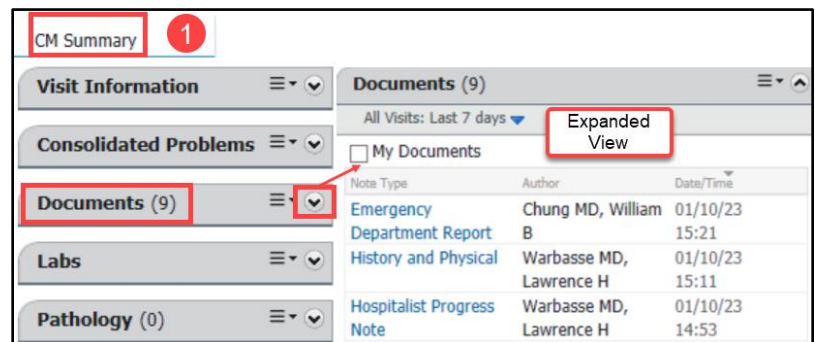 CM Summary
1
Visit Information
Consolidated Problems
Documents (9)
Labs
Pathology (0)
Documents (9)
All Visits: Last 7 days
Expanded
View
My Documents
Note Type Author Date/Time
Emergency Chung MD, William 01/10/23
Department Report B 15:21
History and Physical Warbasse MD, 01/10/23
Lawrence H 15:11
Hospitalist Progress Warbasse MD, 01/10/23
Note Lawrence H 14:53